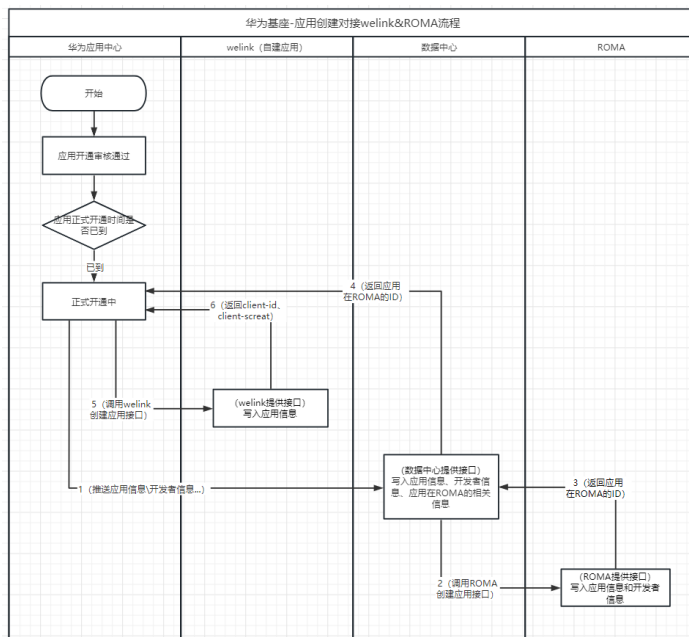 华为基座-应用创建对接welink&ROMA流程
华为应用中心
welink（自建应用）
数据中心
ROMA
开始
应用开通审核通过
应用正式开通时间是
否已到
已到
正式开通中
4（返回应用
在ROMA的ID）
6（返回client-id、
client-screat）
5（调用welink
创建应用接口）
(welink提供接口)
写入应用信息
1（推送应用信息\开发者信息...）
(数据中心提供接口)
写入应用信息、开发者信
息、应用在ROMA的相关
信息
3（返回应用
在ROMA的ID）
2（调用ROMA
创建应用接口）
(ROMA提供接口)
写入应用信息和开发者
信息